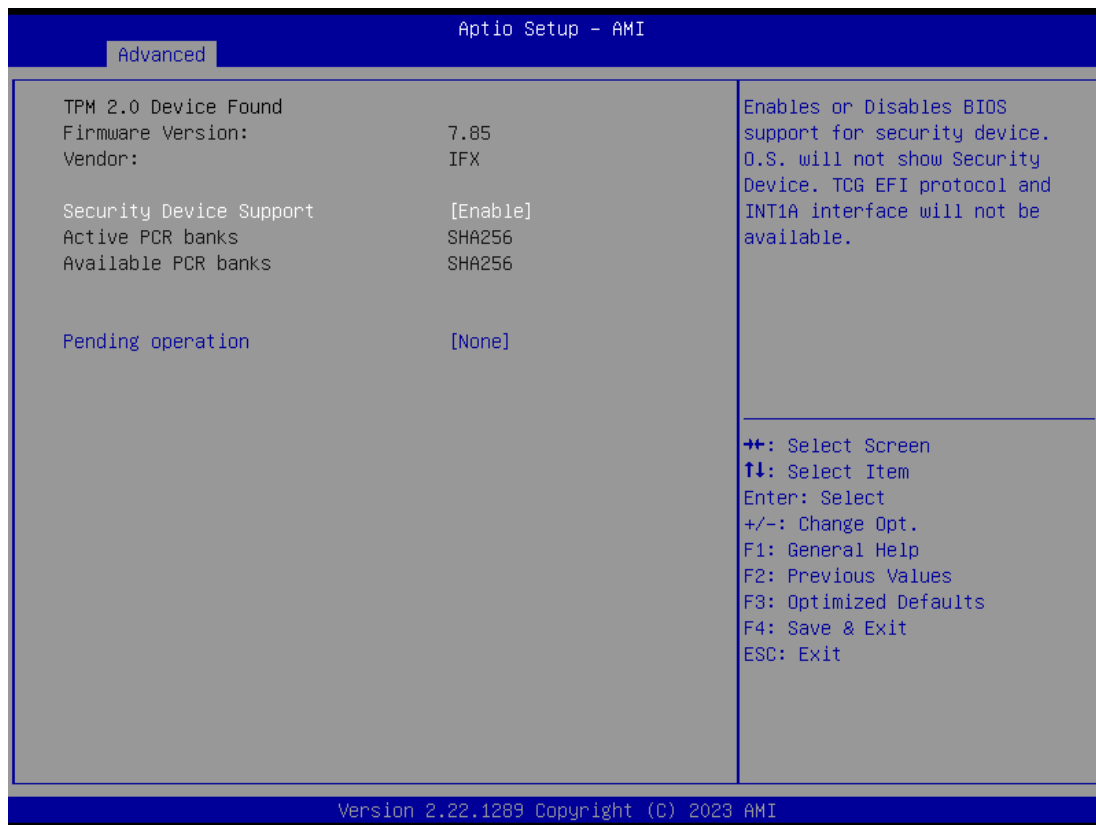 Aptio Setup – AMI
Advanced
TPM 2.0 Device Found
Firmware Version: 7.85
Vendor: IFX
Security Device Support [Enable]
Active PCR banks SHA256
Available PCR banks SHA256
Pending operation [None]
Enables or Disables BIOS
support for security device.
O.S. will not show Security
Device. TCG EFI protocol and
INT1A interface will not be
available.
→←: Select Screen
↑↓: Select Item
Enter: Select
+/-: Change Opt.
F1: General Help
F2: Previous Values
F3: Optimized Defaults
F4: Save & Exit
ESC: Exit
Version 2.22.1289 Copyright (C) 2023 AMI